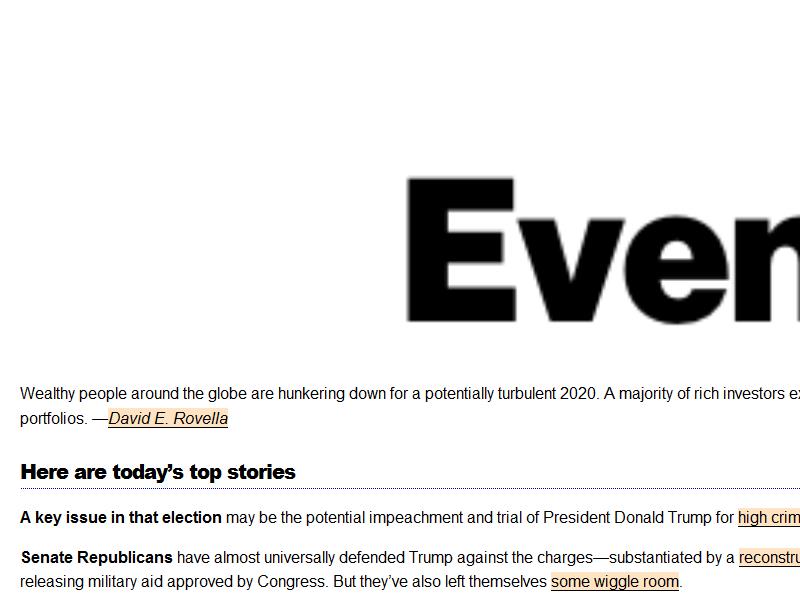 Even
Wealthy people around the globe are hunkering down for a potentially turbulent 2020. A majority of rich investors
portfolios. —David E. Rovella
Here are today’s top stories
A key issue in that election may be the potential impeachment and trial of President Donald Trump for high crim
Senate Republicans have almost universally defended Trump against the charges—substantiated by a reconstru
releasing military aid approved by Congress. But they’ve also left themselves some wiggle room.